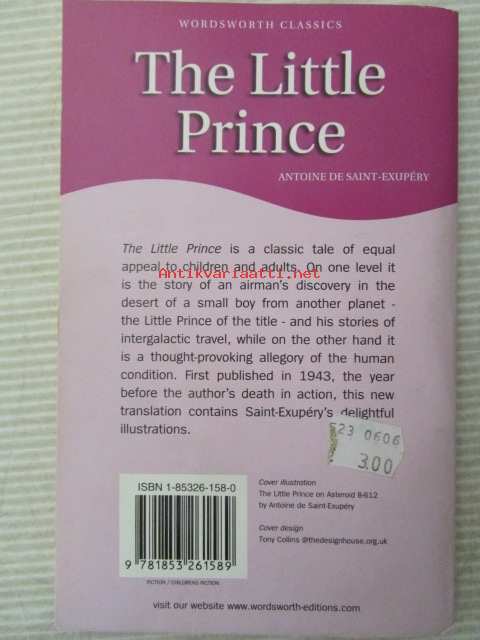 WORDSWORTH CLASSICS
The Little
Prince
ANTOINE DE SAINT-EXUPÉRY
The Little Prince is a classic tale of equal
appeal to children and adults. On one level it
Antikvariaatti.net
is the story of an airman's discovery in the
desert of a small boy from another planet -
the Little Prince of the title - and his stories of
intergalactic travel, while on the other hand it
is a thought-provoking allegory of the human
condition. First published in 1943, the year
before the author's death in action, this new
translation contains Saint-Exupéry's delightful
illustrations.
23 0606
3.00
ISBN 1-85326-158-0
9 781853 261589
FICTION / CHILDRENS FICTION
Cover illustration
The Little Prince on Asteroid B-612
by Antoine de Saint-Exupéry
Cover design
Tony Collins @thedesignhouse.org.uk
visit our website www.wordsworth-editions.com